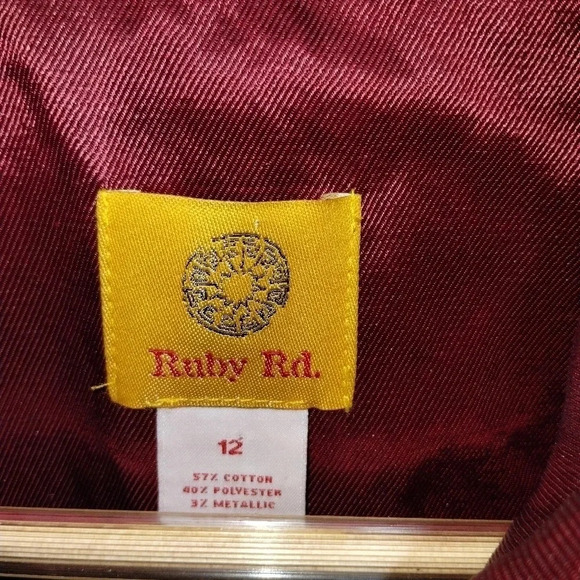 Ruby Rd.
12
57% COTTON
40% POLYESTER
3% METALLIC